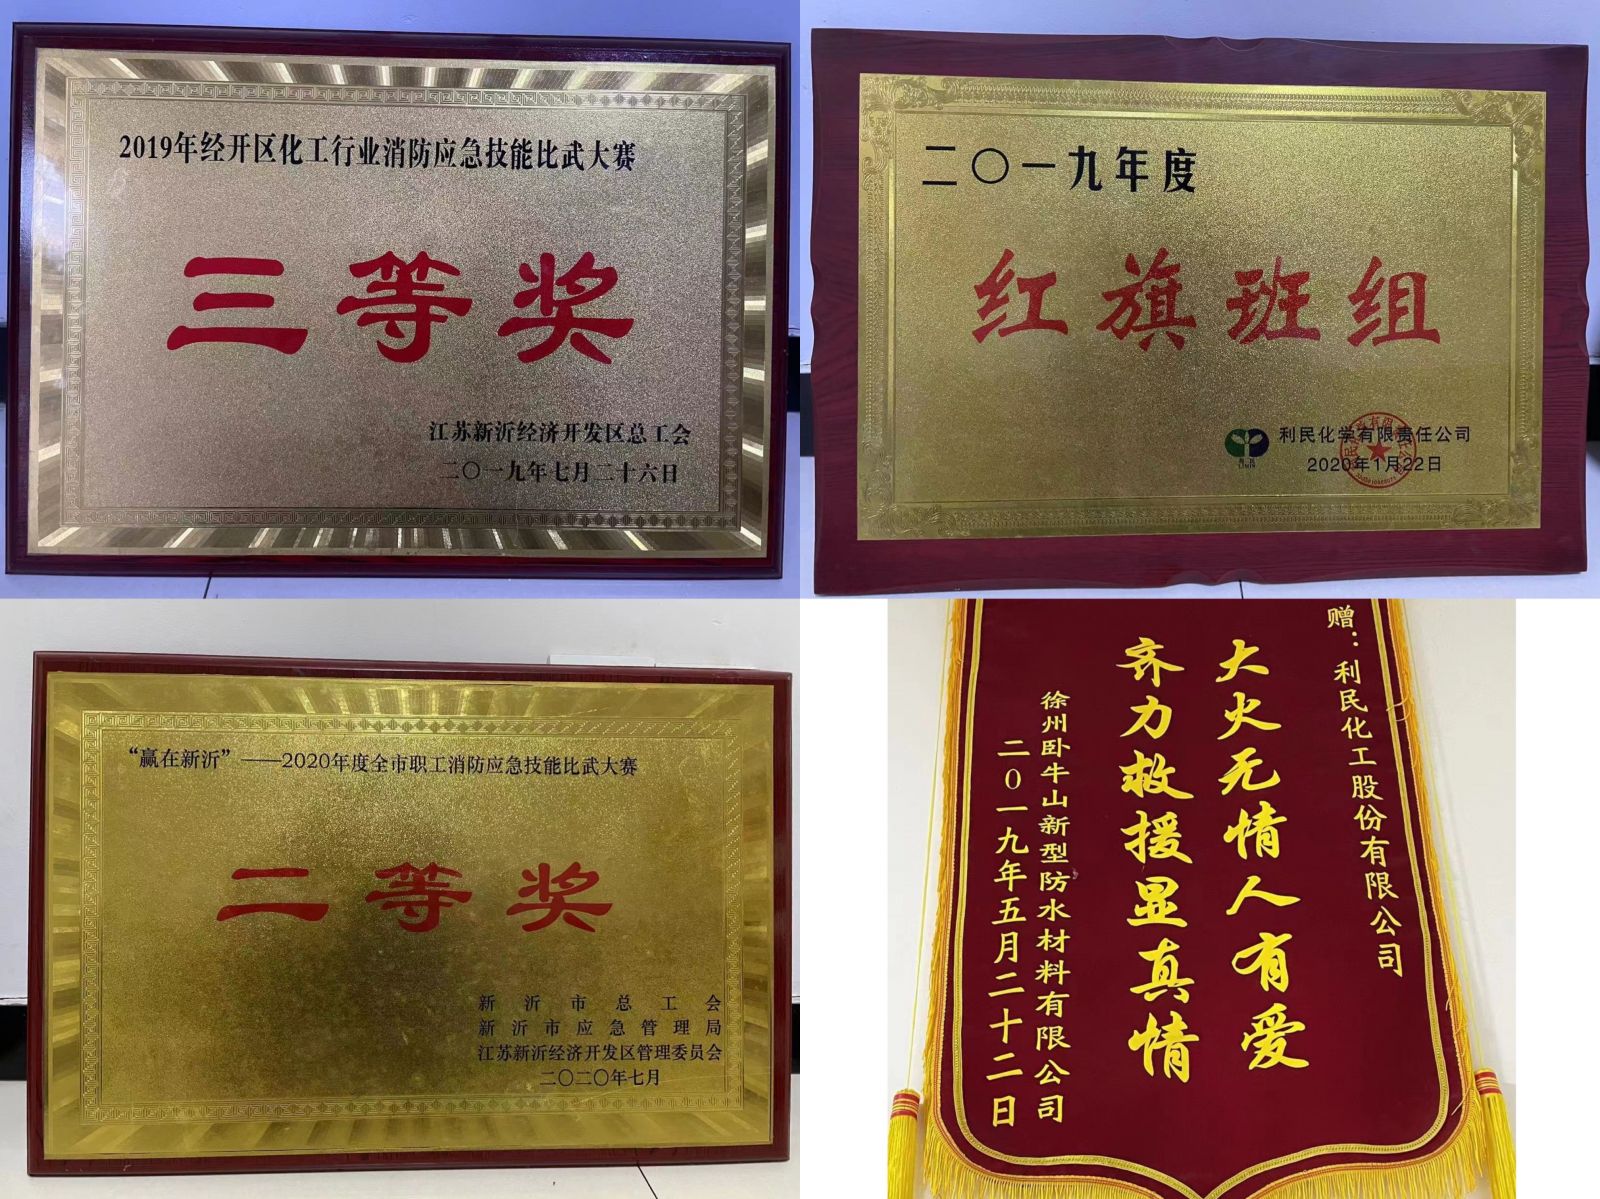 2019年经开区化工行业消防应急技能比武大赛
三等奖
江苏新沂经济开发区总工会
二〇一九年七月二十六日
二〇一九年度
红旗班组
利民化学有限责任公司
2020年1月22日
“赢在新沂”——2020年度全市职工消防应急技能比武大赛
二等奖
新沂市总工会
新沂市应急管理局
江苏新沂经济开发区管理委员会
二〇二〇年七月
赠：利民化工股份有限公司
大火无情人有爱
齐力救援显真情
徐州卧牛山新型防水材料有限公司
二0一九年五月二十二日